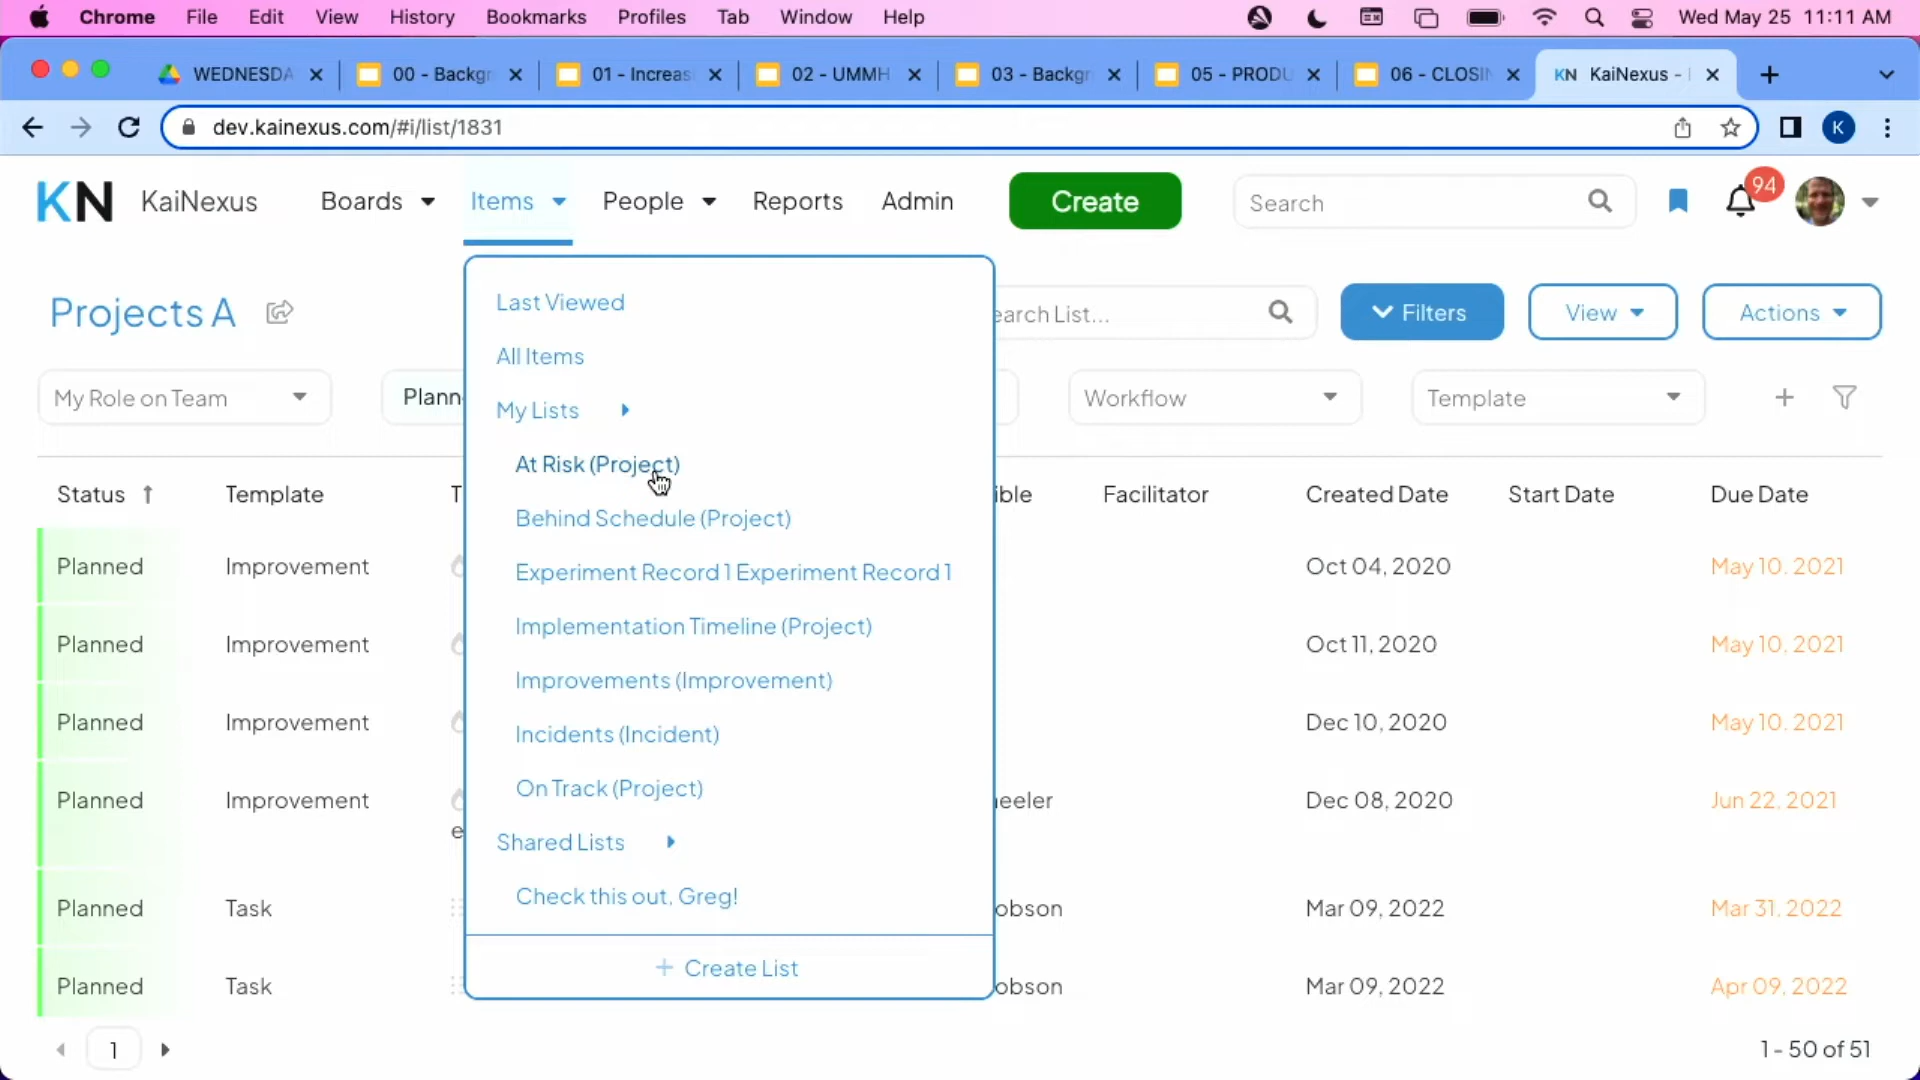 Chrome File Edit View History Bookmarks Profiles Tab Window Help Wed May 25 11:11 AM
WEDNESDA 00 - Backgr 01 - Increas 02 - UMMH 03 - Backgr 05 - PRODU 06 - CLOSIN KN KaiNexus -
dev.kainexus.com/#i/list/1831 K
KN KaiNexus Boards Items People Reports Admin Create Search 94
Projects A earch List... Filters View Actions
My Role on Team Plann Workflow Template
Last Viewed
All Items
My Lists
At Risk (Project)
Behind Schedule (Project)
Experiment Record 1 Experiment Record 1
Implementation Timeline (Project)
Improvements (Improvement)
Incidents (Incident)
On Track (Project)
Shared Lists
Check this out, Greg!
+ Create List
Status ↑ Template T ible Facilitator Created Date Start Date Due Date
Planned Improvement Oct 04, 2020 May 10, 2021
Planned Improvement Oct 11, 2020 May 10, 2021
Planned Improvement Dec 10, 2020 May 10, 2021
Planned Improvement e eeler Dec 08, 2020 Jun 22, 2021
Planned Task obson Mar 09, 2022 Mar 31, 2022
Planned Task obson Mar 09, 2022 Apr 09, 2022
1 1 - 50 of 51